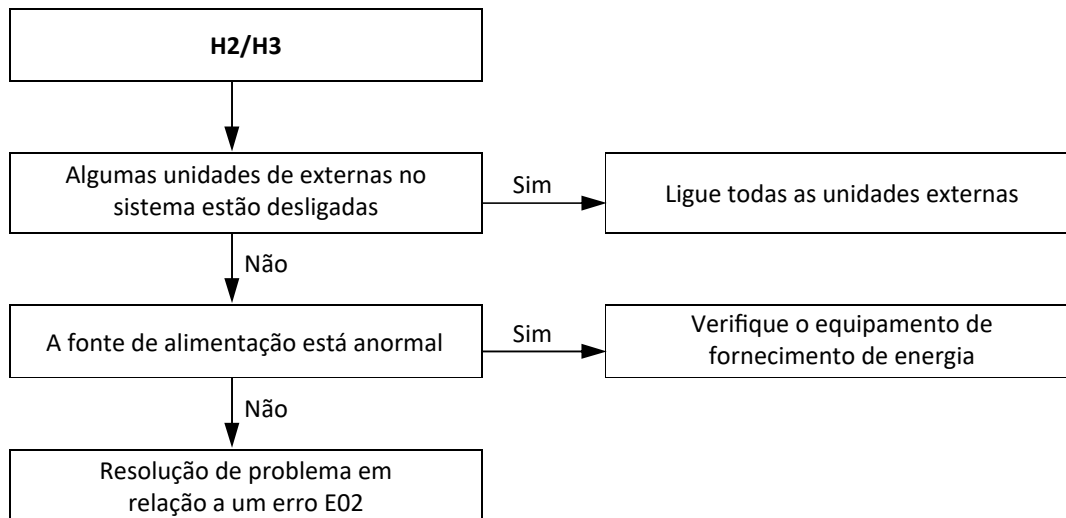 H2/H3
Algumas unidades de externas no
sistema estão desligadas
Sim
Ligue todas as unidades externas
Não
A fonte de alimentação está anormal
Sim
Verifique o equipamento de
fornecimento de energia
Não
Resolução de problema em
relação a um erro E02